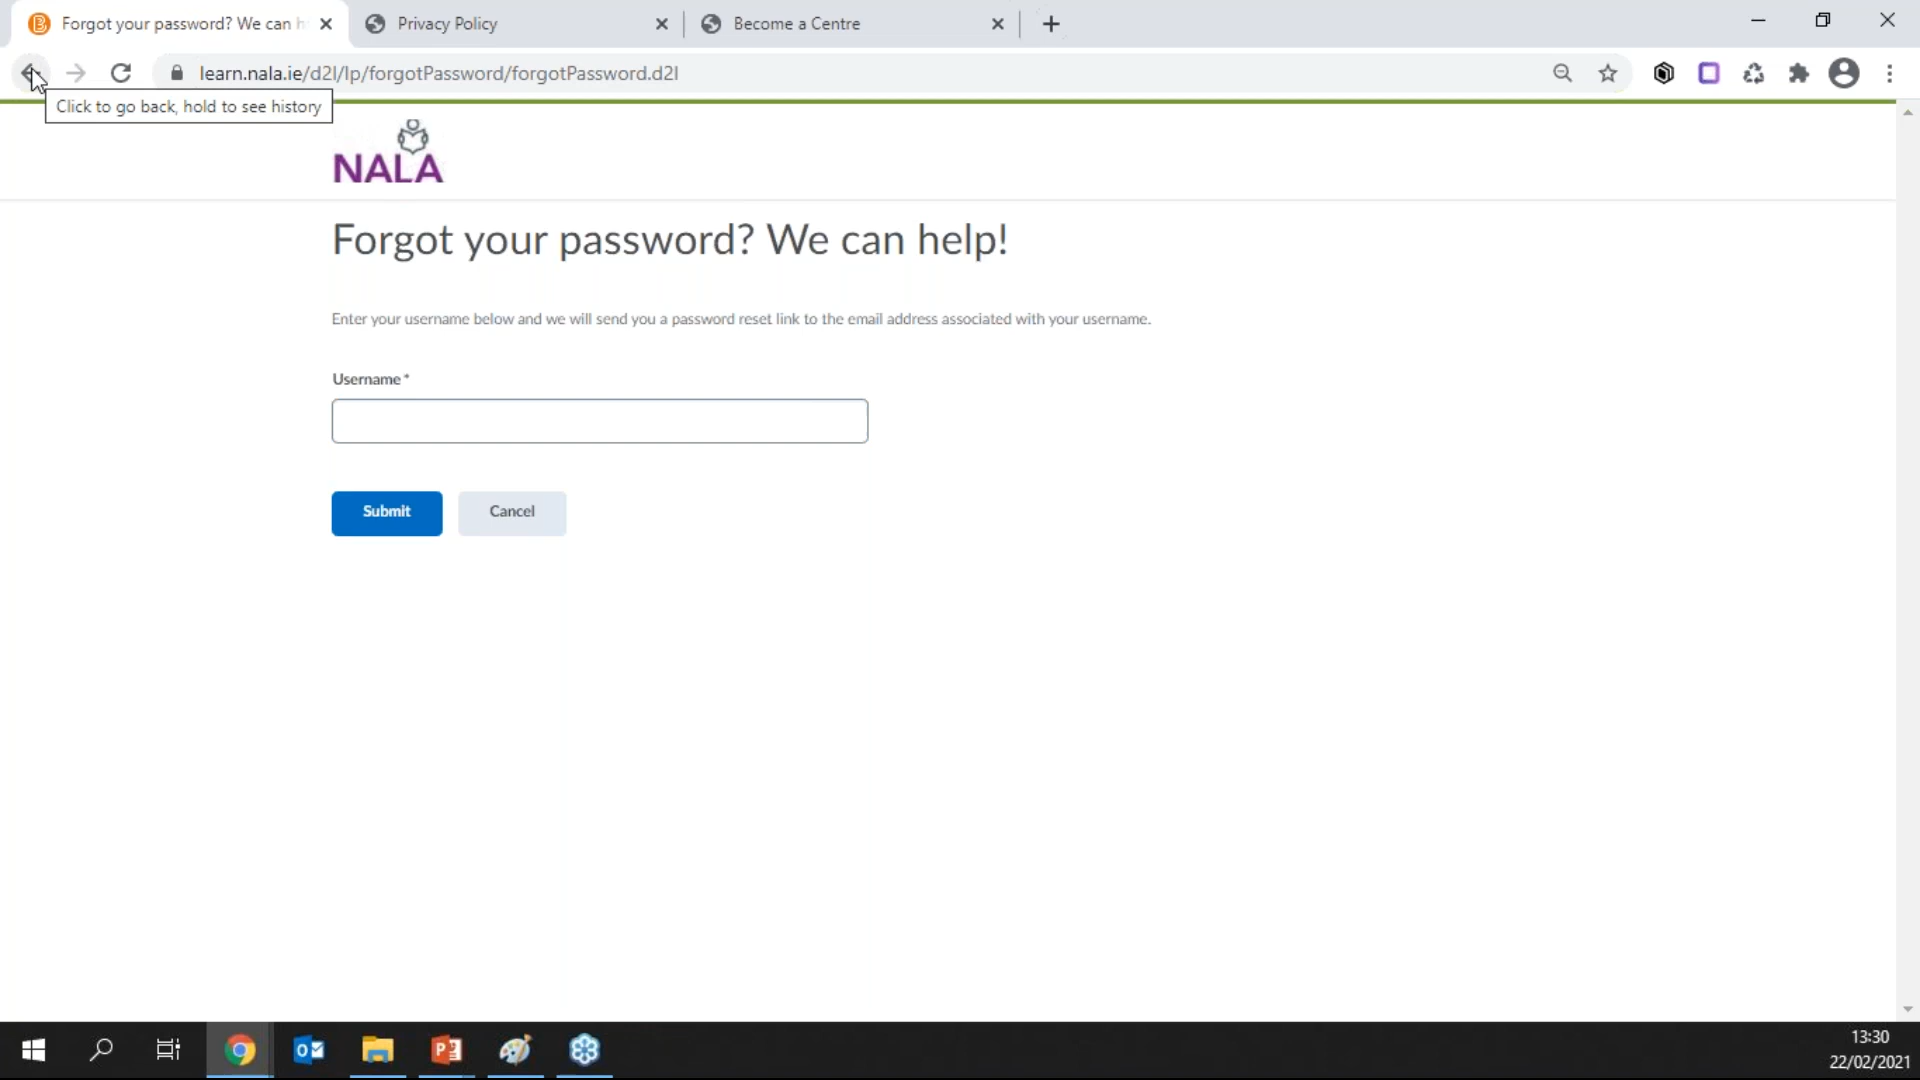 Forgot your password? We can h
Privacy Policy
Become a Centre
learn.nala.ie/d2l/lp/forgotPassword/forgotPassword.d2l
Click to go back, hold to see history
NALA
Forgot your password? We can help!
Enter your username below and we will send you a password reset link to the email address associated with your username.
Username *
Submit Cancel
13:30
22/02/2021